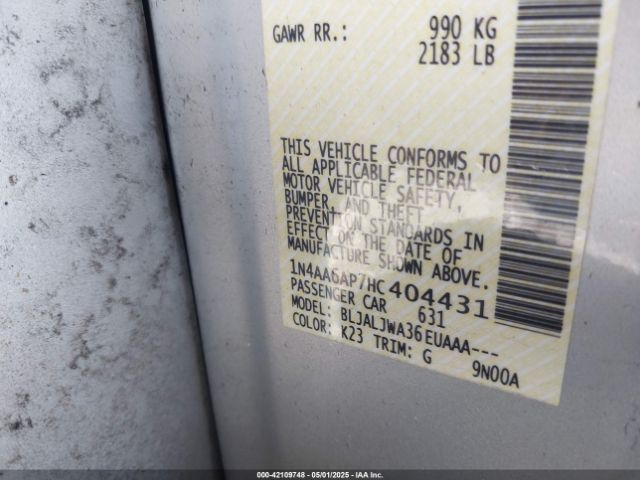 GAWR RR.: 990 KG
2183 LB
THIS VEHICLE CONFORMS TO
ALL APPLICABLE FEDERAL
MOTOR VEHICLE SAFETY,
BUMPER, AND THEFT
PREVENTION STANDARDS IN
EFFECT ON THE DATE OF
MANUFACTURE SHOWN ABOVE.
1N4AA6AP7HC404431
PASSENGER CAR 631
MODEL: BLJALJWA36EUAAA---
COLOR: K23 TRIM: G 9N00A
000-42109748 - 05/01/2025 - IAA Inc.